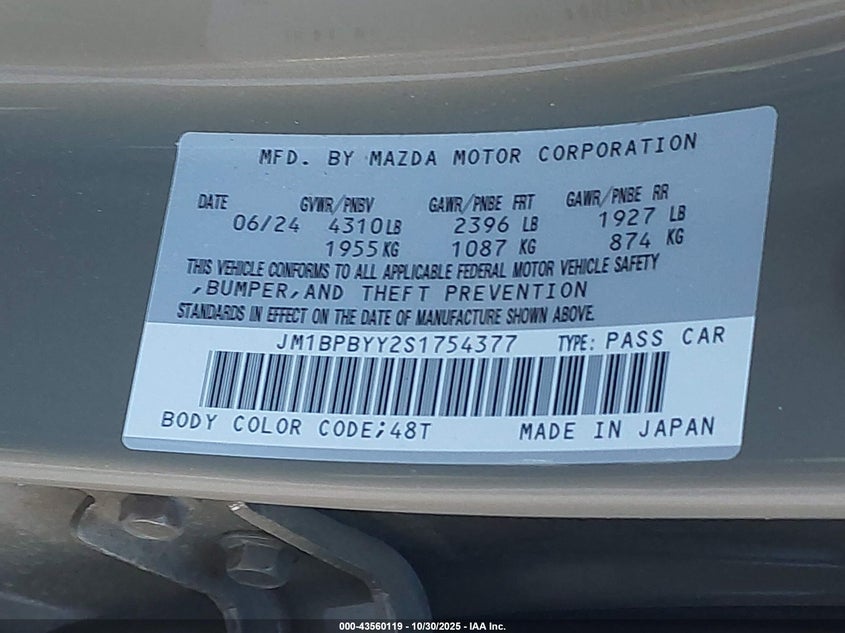 MFD. BY MAZDA MOTOR CORPORATION
DATE GVWR/PNBV GAWR/PNBE FRT GAWR/PNBE RR
06/24 4310LB 2396 LB 1927 LB
1955KG 1087 KG 874 KG
THIS VEHICLE CONFORMS TO ALL APPLICABLE FEDERAL MOTOR VEHICLE SAFETY
,BUMPER,AND THEFT PREVENTION
STANDARDS IN EFFECT ON THE DATE OF MANUFACTURE SHOWN ABOVE.
JM1BPBYY2S1754377 TYPE: PASS CAR
BODY COLOR CODE;48T MADE IN JAPAN
000-43560119 - 10/30/2025 - IAA Inc.